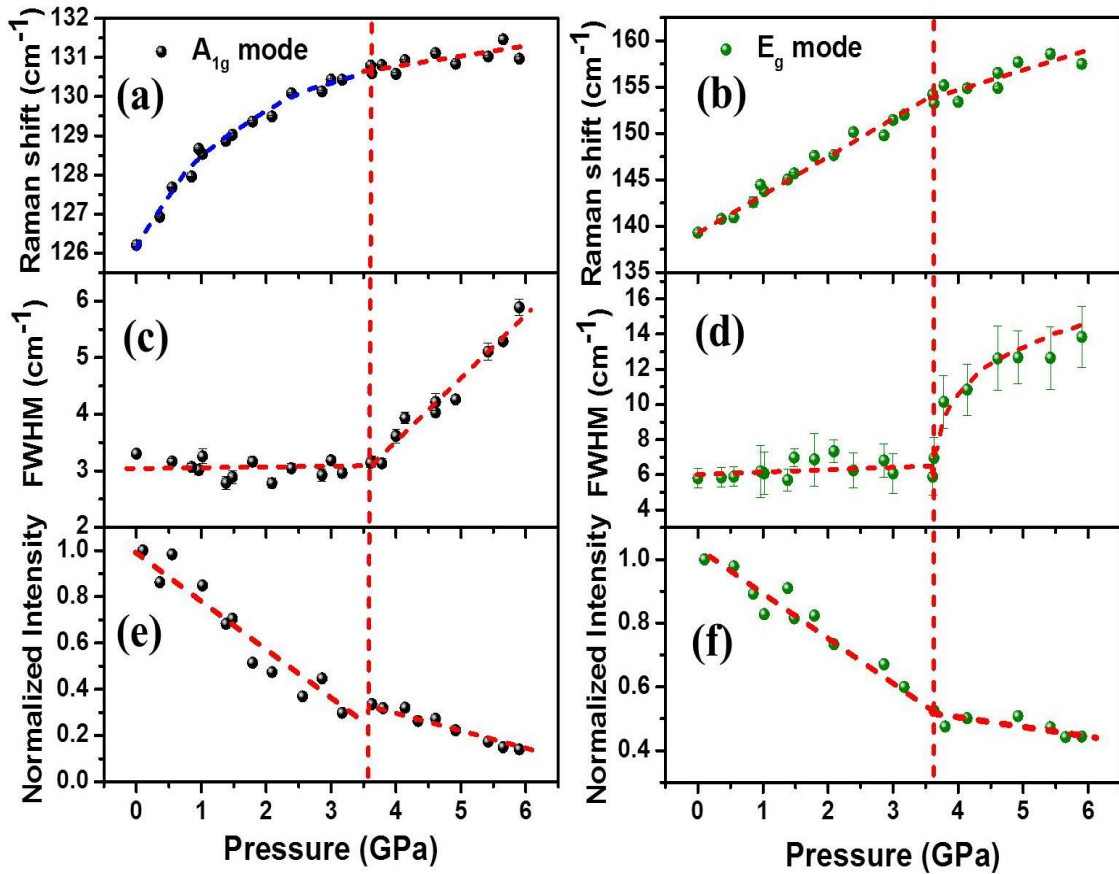 132
131
130
129
128
127
126
Raman shift (cm⁻¹)
A₁g mode
(a)
160
155
150
145
140
135
Raman shift (cm⁻¹)
E_g mode
(b)
6
5
4
3
2
FWHM (cm⁻¹)
(c)
16
14
12
10
8
6
4
FWHM (cm⁻¹)
(d)
1.0
0.8
0.6
0.4
0.2
0.0
Normalized Intensity
(e)
1.0
0.8
0.6
0.4
Normalized Intensity
(f)
0 1 2 3 4 5 6
Pressure (GPa)
0 1 2 3 4 5 6
Pressure (GPa)